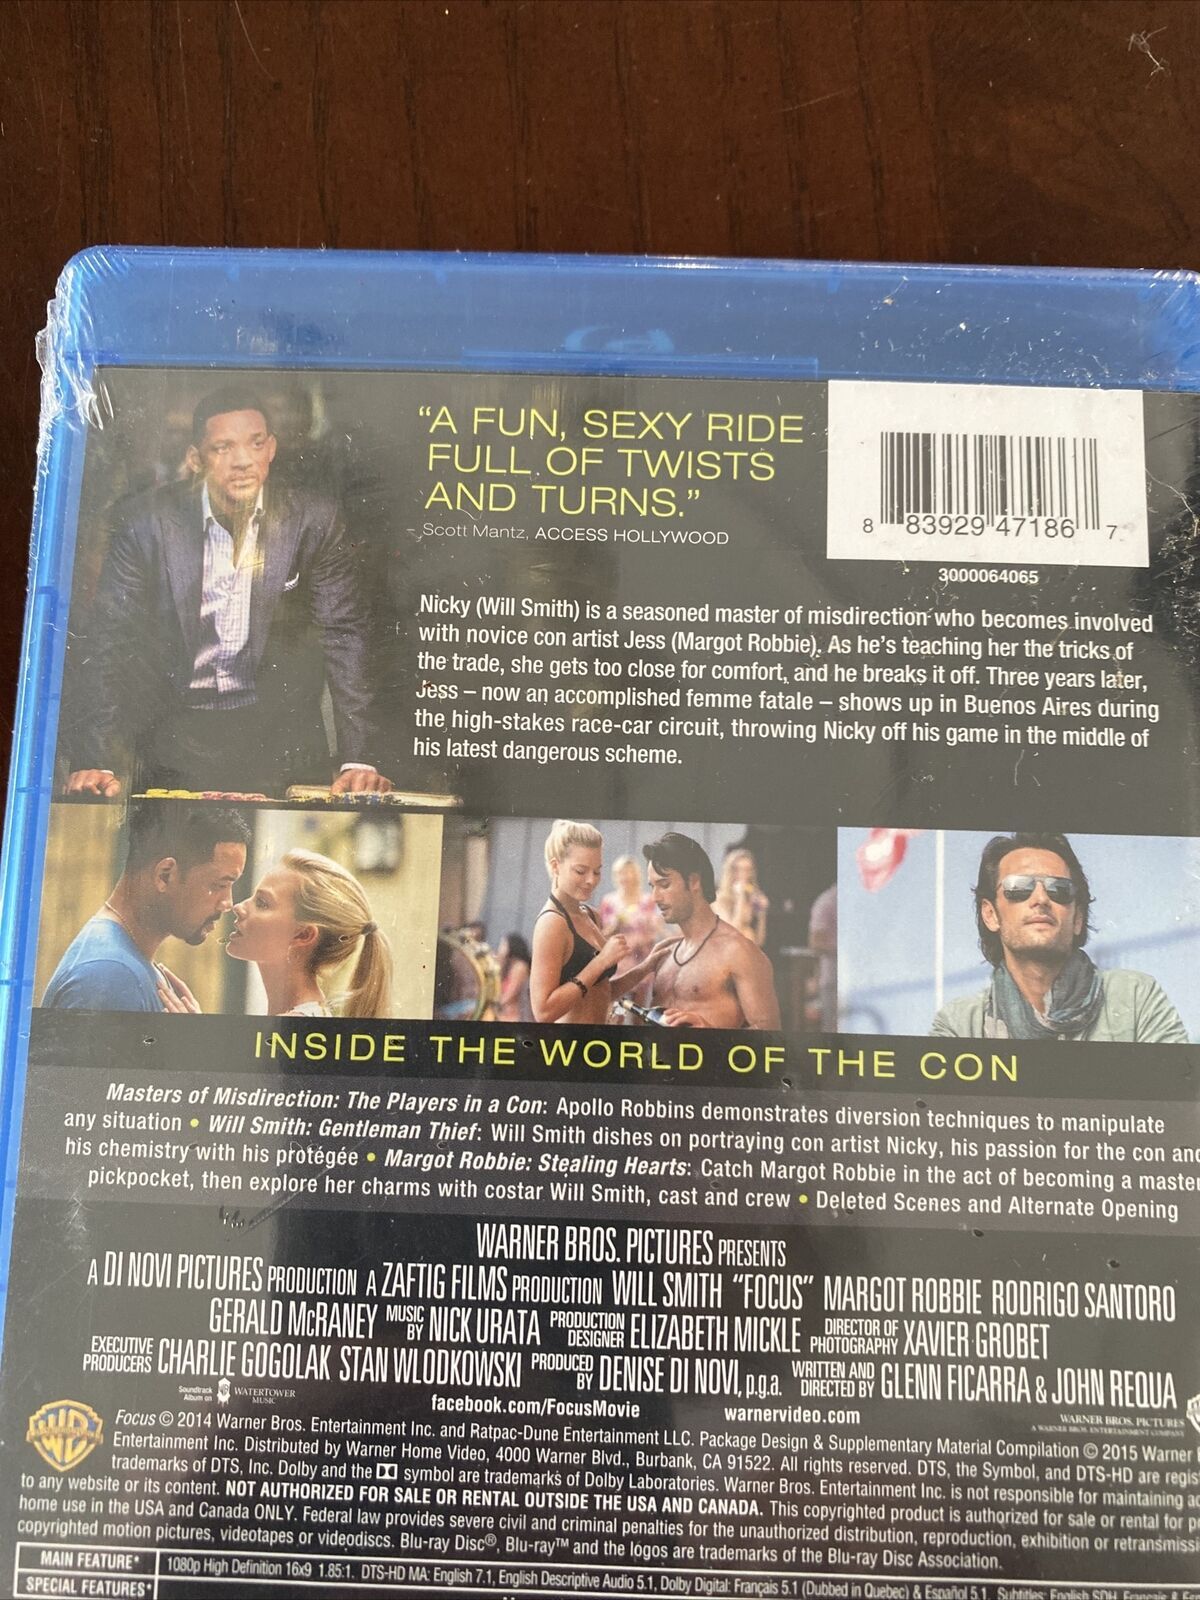 “A FUN, SEXY RIDE
FULL OF TWISTS
AND TURNS.”
– Scott Mantz, ACCESS HOLLYWOOD
8 83929 47186 7
3000064065
Nicky (Will Smith) is a seasoned master of misdirection who becomes involved
with novice con artist Jess (Margot Robbie). As he’s teaching her the tricks of
the trade, she gets too close for comfort, and he breaks it off. Three years later,
Jess – now an accomplished femme fatale – shows up in Buenos Aires during
the high-stakes race-car circuit, throwing Nicky off his game in the middle of
his latest dangerous scheme.
INSIDE THE WORLD OF THE CON
Masters of Misdirection: The Players in a Con: Apollo Robbins demonstrates diversion techniques to manipulate
any situation • Will Smith: Gentleman Thief: Will Smith dishes on portraying con artist Nicky, his passion for the con and
his chemistry with his protégée • Margot Robbie: Stealing Hearts: Catch Margot Robbie in the act of becoming a master
pickpocket, then explore her charms with costar Will Smith, cast and crew • Deleted Scenes and Alternate Opening
WARNER BROS. PICTURES PRESENTS
A DI NOVI PICTURES PRODUCTION A ZAFTIG FILMS PRODUCTION WILL SMITH “FOCUS” MARGOT ROBBIE RODRIGO SANTORO
GERALD McRANEY MUSIC BY NICK URATA PRODUCTION DESIGNER ELIZABETH MICKLE DIRECTOR OF PHOTOGRAPHY XAVIER GROBET
EXECUTIVE PRODUCERS CHARLIE GOGOLAK STAN WLODKOWSKI PRODUCED BY DENISE DI NOVI, p.g.a. WRITTEN AND DIRECTED BY GLENN FICARRA & JOHN REQUA
Soundtrack Album on WATERTOWER MUSIC facebook.com/FocusMovie warnervideo.com WARNER BROS. PICTURES
A WARNER BROS. ENTERTAINMENT COMPANY
Focus © 2014 Warner Bros. Entertainment Inc. and Ratpac-Dune Entertainment LLC. Package Design & Supplementary Material Compilation © 2015 Warner
Entertainment Inc. Distributed by Warner Home Video, 4000 Warner Blvd., Burbank, CA 91522. All rights reserved. DTS, the Symbol, and DTS-HD are regis
trademarks of DTS, Inc. Dolby and the symbol are trademarks of Dolby Laboratories. Warner Bros. Entertainment Inc. is not responsible for maintaining
to any website or its content. NOT AUTHORIZED FOR SALE OR RENTAL OUTSIDE THE USA AND CANADA. This copyrighted product is authorized for sale or rental for
home use in the USA and Canada ONLY. Federal law provides severe civil and criminal penalties for the unauthorized distribution, reproduction, exhibition or retransmissi
copyrighted motion pictures, videotapes or videodiscs. Blu-ray Disc®, Blu-ray™ and the logos are trademarks of the Blu-ray Disc Association.
MAIN FEATURE* 1080p High Definition 16x9 1.85:1. DTS-HD MA: English 7.1, English Descriptive Audio 5.1, Dolby Digital: Français 5.1 (Dubbed in Quebec) & Español 5.1. Subtitles: English SDH, Français &
SPECIAL FEATURES*